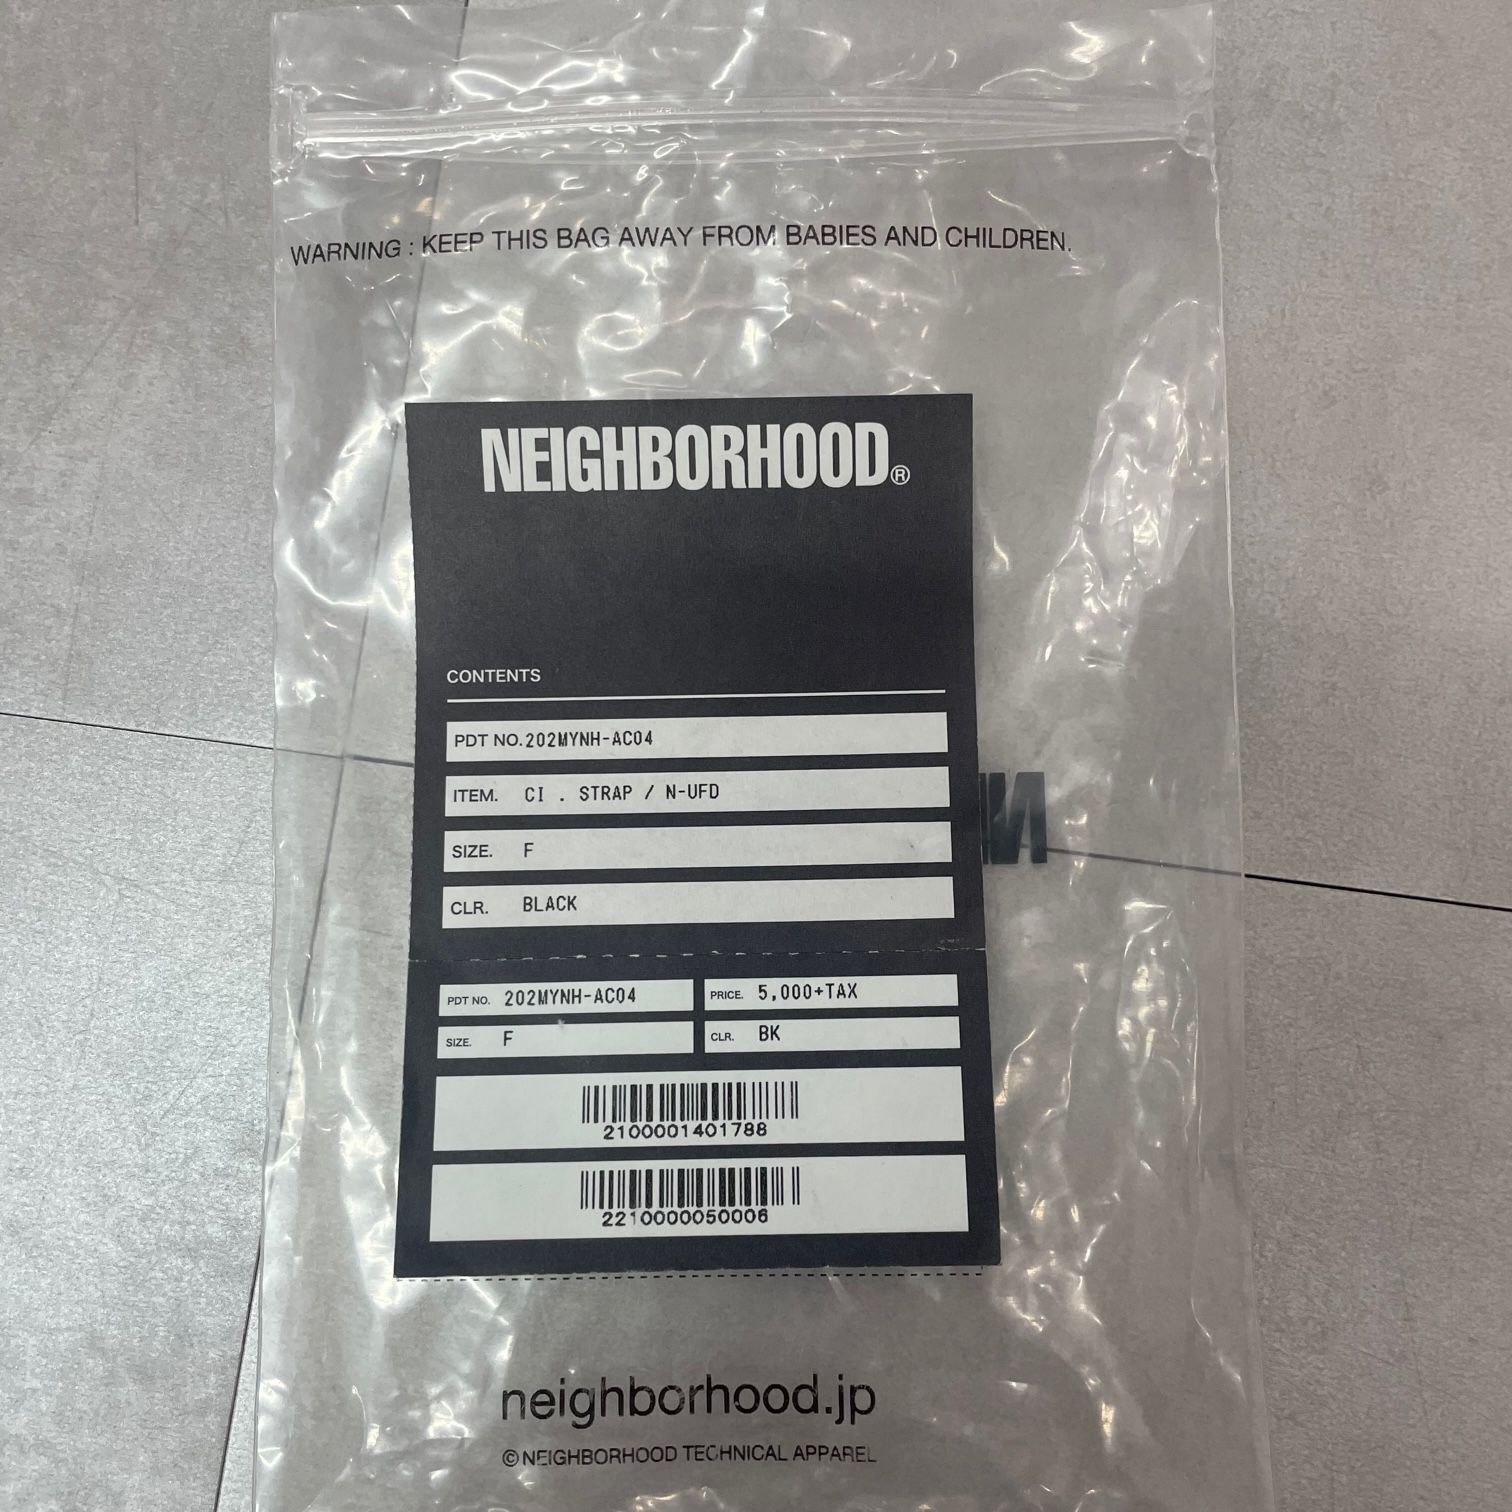 WARNING : KEEP THIS BAG AWAY FROM BABIES AND CHILDREN.
NEIGHBORHOOD®
CONTENTS
PDT NO. 202MYNH-AC04
ITEM. CI . STRAP / N-UFD
SIZE. F
CLR. BLACK
PDT NO. 202MYNH-AC04
PRICE. 5,000+TAX
SIZE. F
CLR. BK
2100001401788
2210000050006
neighborhood.jp
©NEIGHBORHOOD TECHNICAL APPAREL